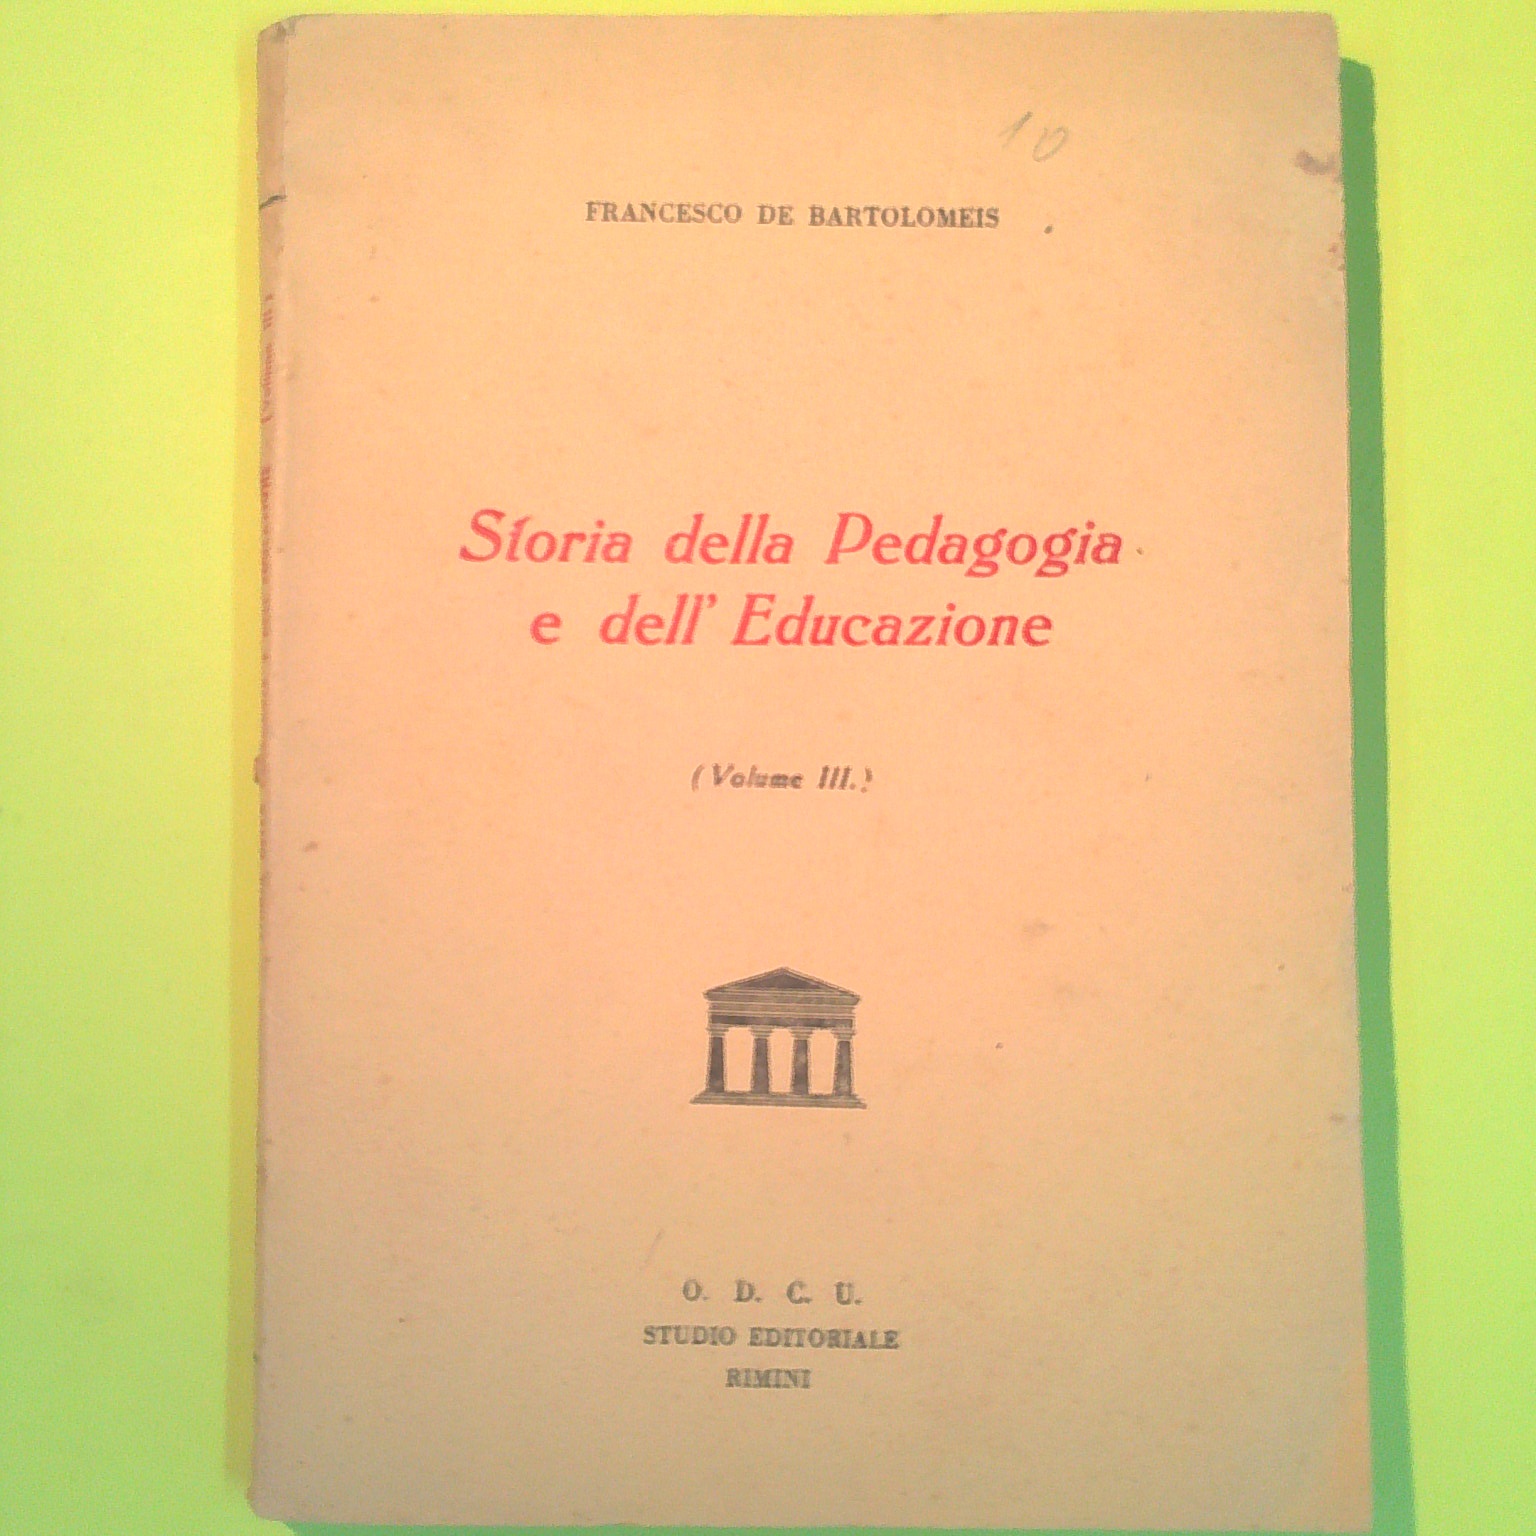 10
FRANCESCO DE BARTOLOMEIS
Storia della Pedagogia
e dell' Educazione
(Volume III.)
O. D. C. U.
STUDIO EDITORIALE
RIMINI